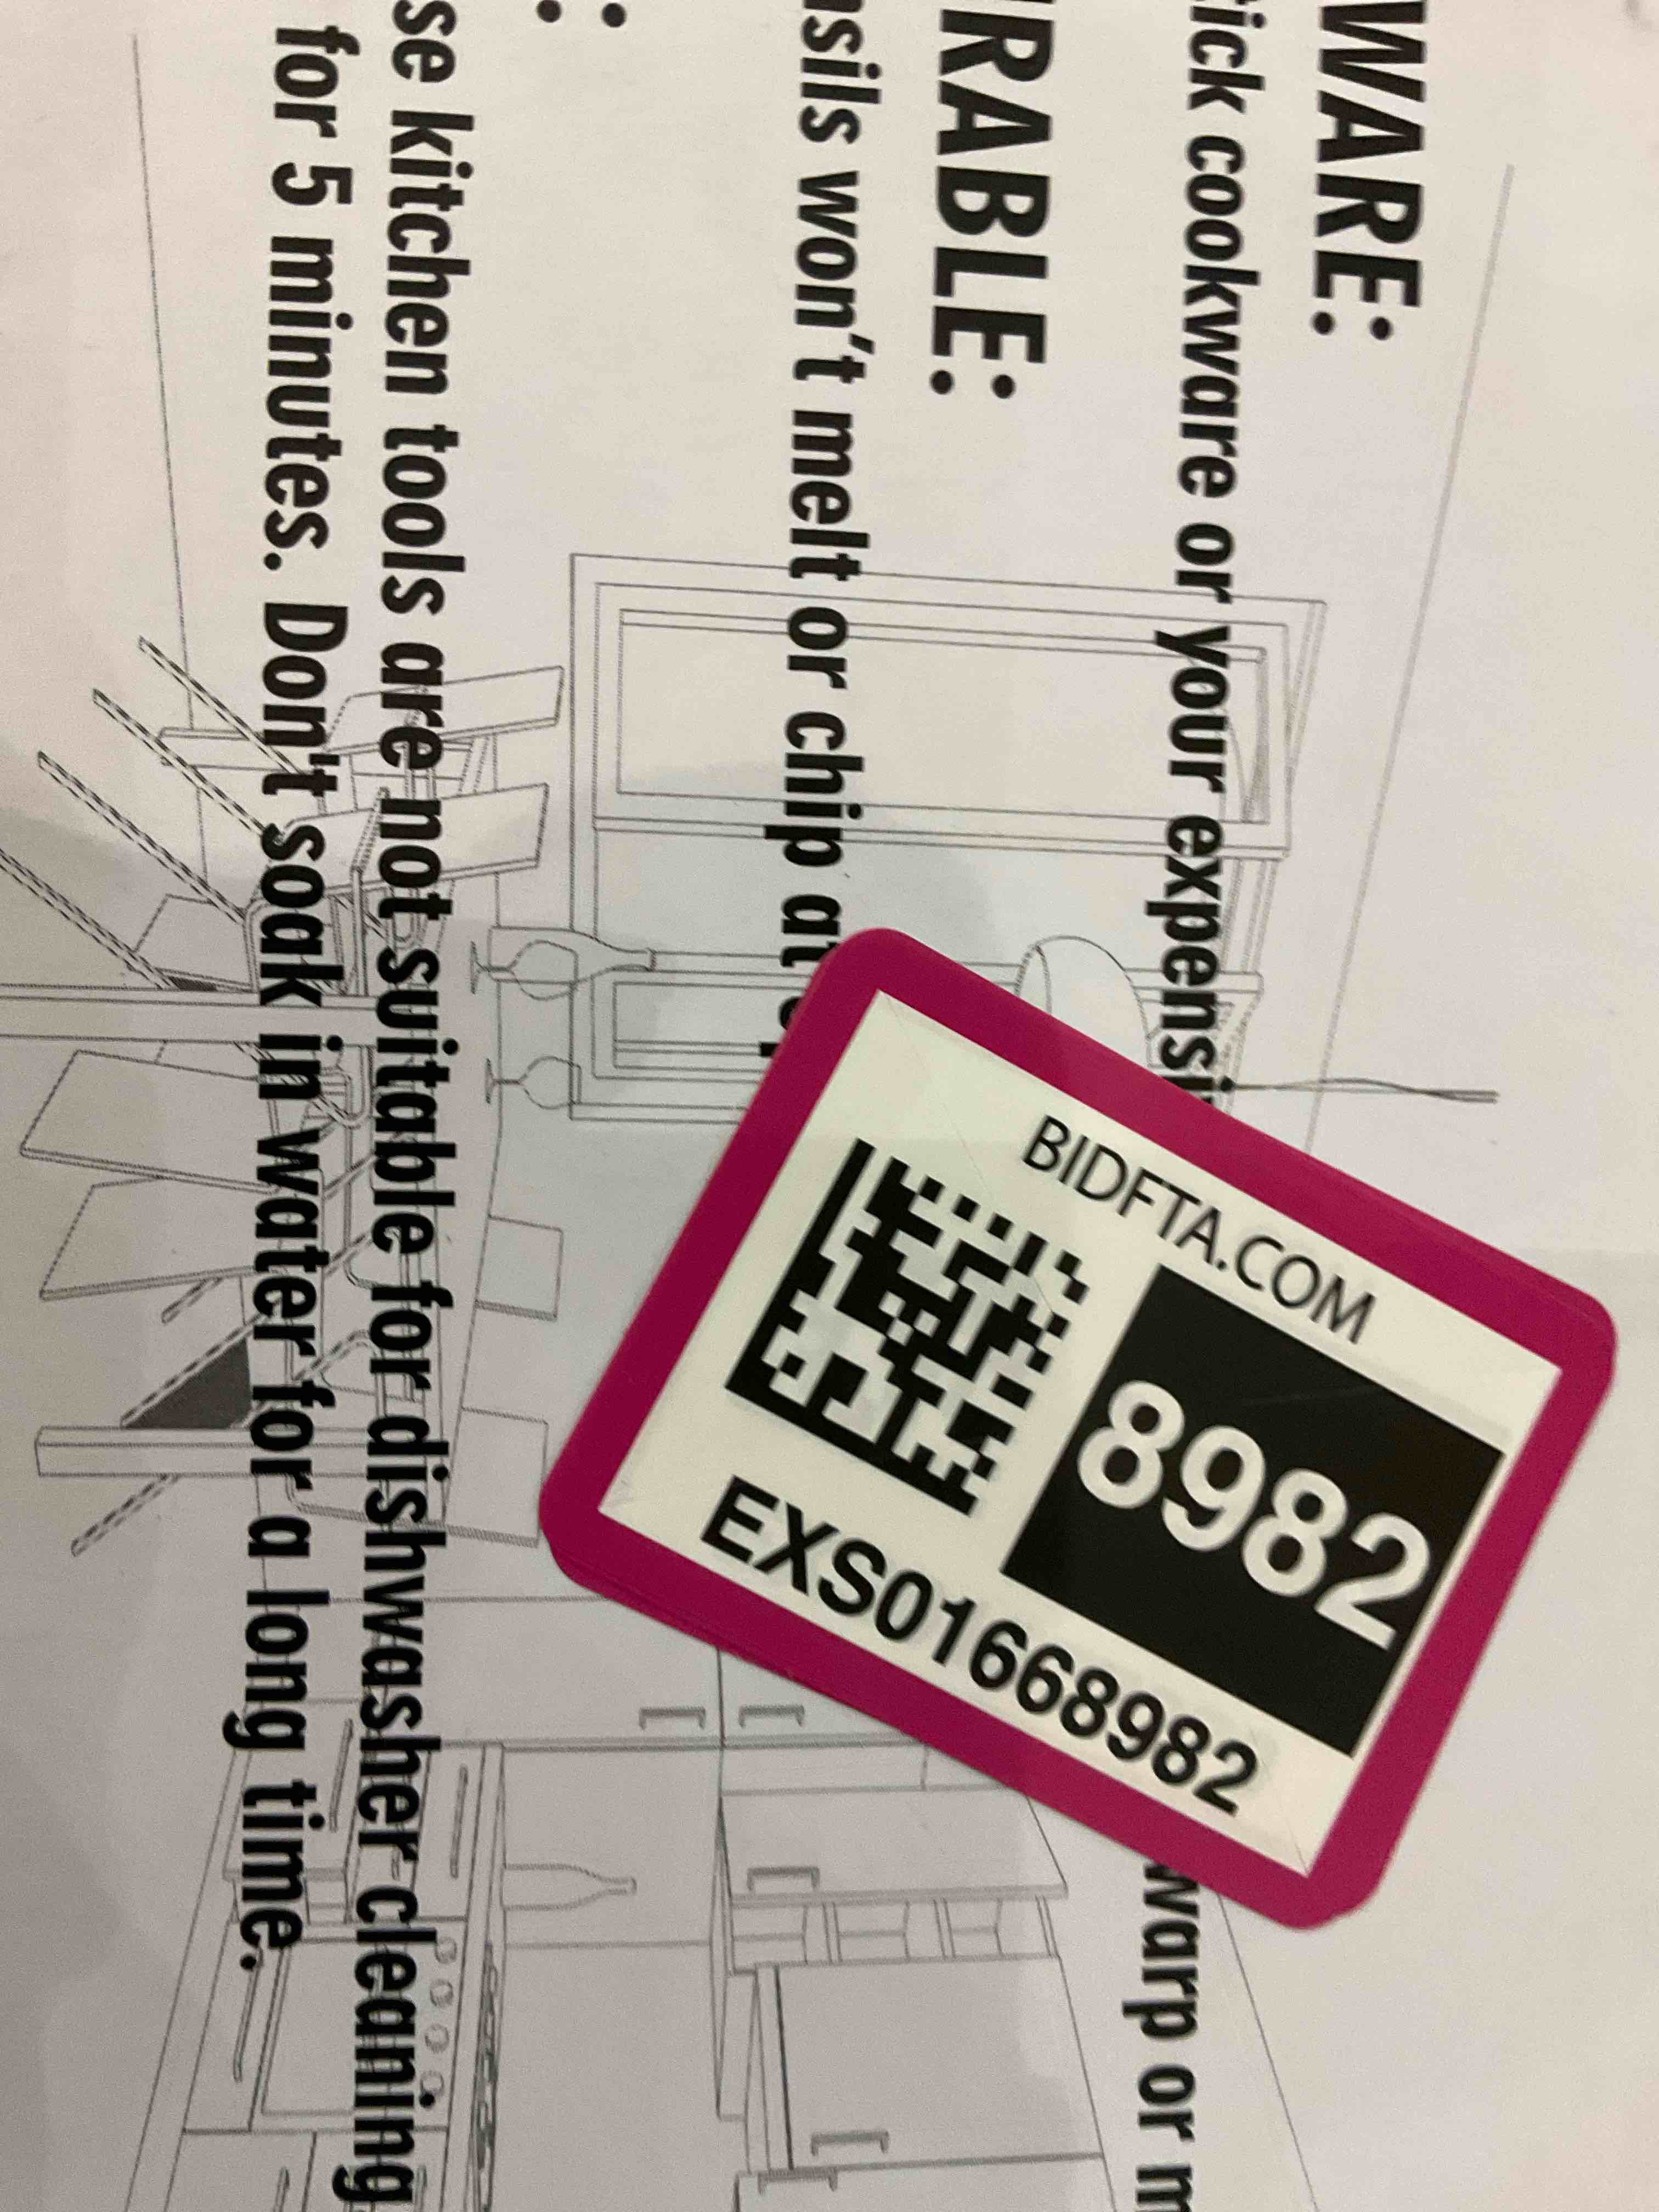 WARE:
tick cookware or your expensi
warp or m
RABLE:
nsils won't melt or chip at
:
se kitchen tools are not suitable for dishwasher cleaning
for 5 minutes. Don't soak in water for a long time.
BIDFTA.COM
8982
EXS01668982